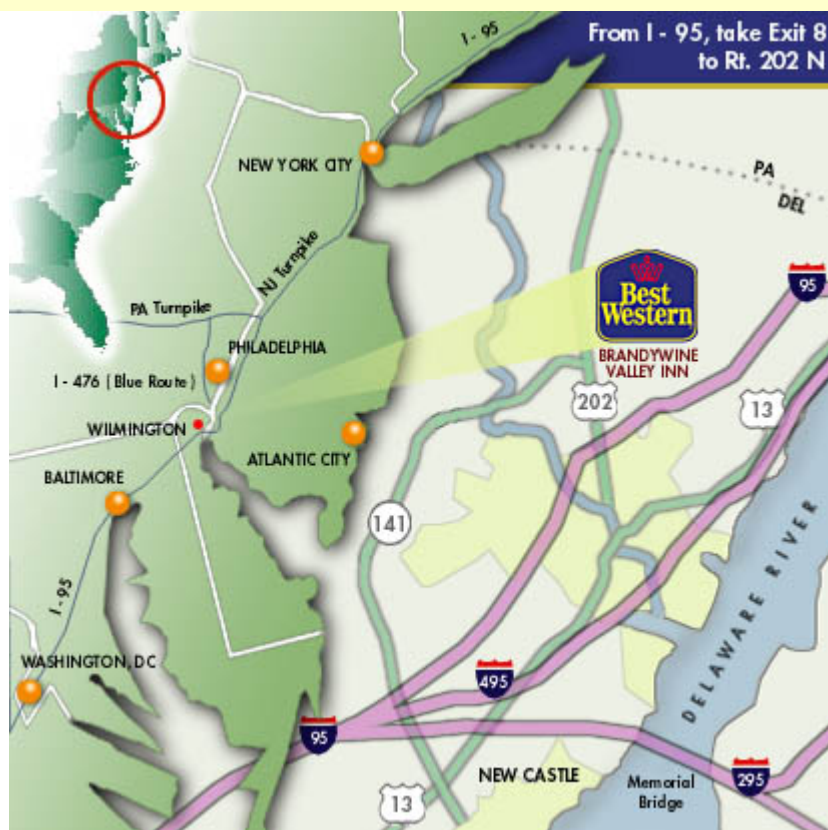 From I - 95, take Exit 8
to Rt. 202 N
I - 95
NEW YORK CITY
PA
DEL
NJ Turnpike
PA Turnpike
Best
Western
BRANDYWINE
VALLEY INN
95
PHILADELPHIA
I - 476 ( Blue Route )
202
13
WILMINGTON
ATLANTIC CITY
BALTIMORE
141
DELAWARE RIVER
I - 95
WASHINGTON, DC
495
95
NEW CASTLE
Memorial
Bridge
295
13